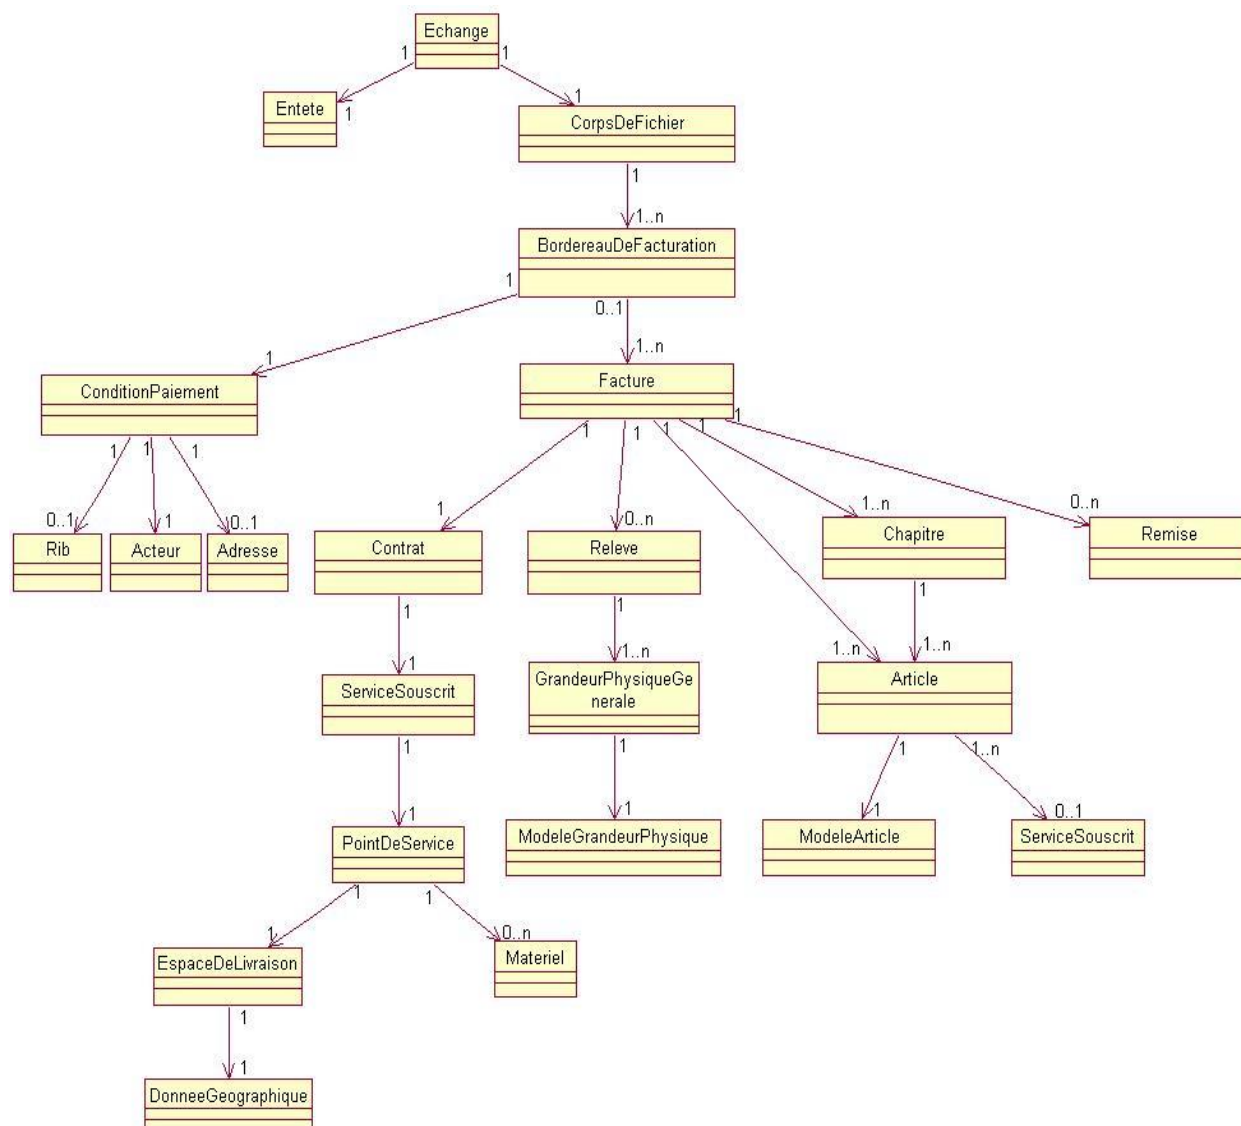 Echange
1 1
Entete
1
1
CorpsDeFichier
1
1..n
BordereauDeFacturation
1
0..1
1
1..n
ConditionPaiement
Facture
1 1 1
1 1 1 1 1
0..1 1 0..1
1 0..n 1..n 0..n
Rib Acteur Adresse
Contrat Releve Chapitre Remise
1 1 1
1 1..n 1..n 1..n
ServiceSouscrit
GrandeurPhysiqueGe
nerale
Article
1 1 1 1..n
1 1 1 0..1
PointDeService
ModeleGrandeurPhysique
ModeleArticle
ServiceSouscrit
1 1
1 0..n
EspaceDeLivraison
Materiel
1
1
DonneeGeographique